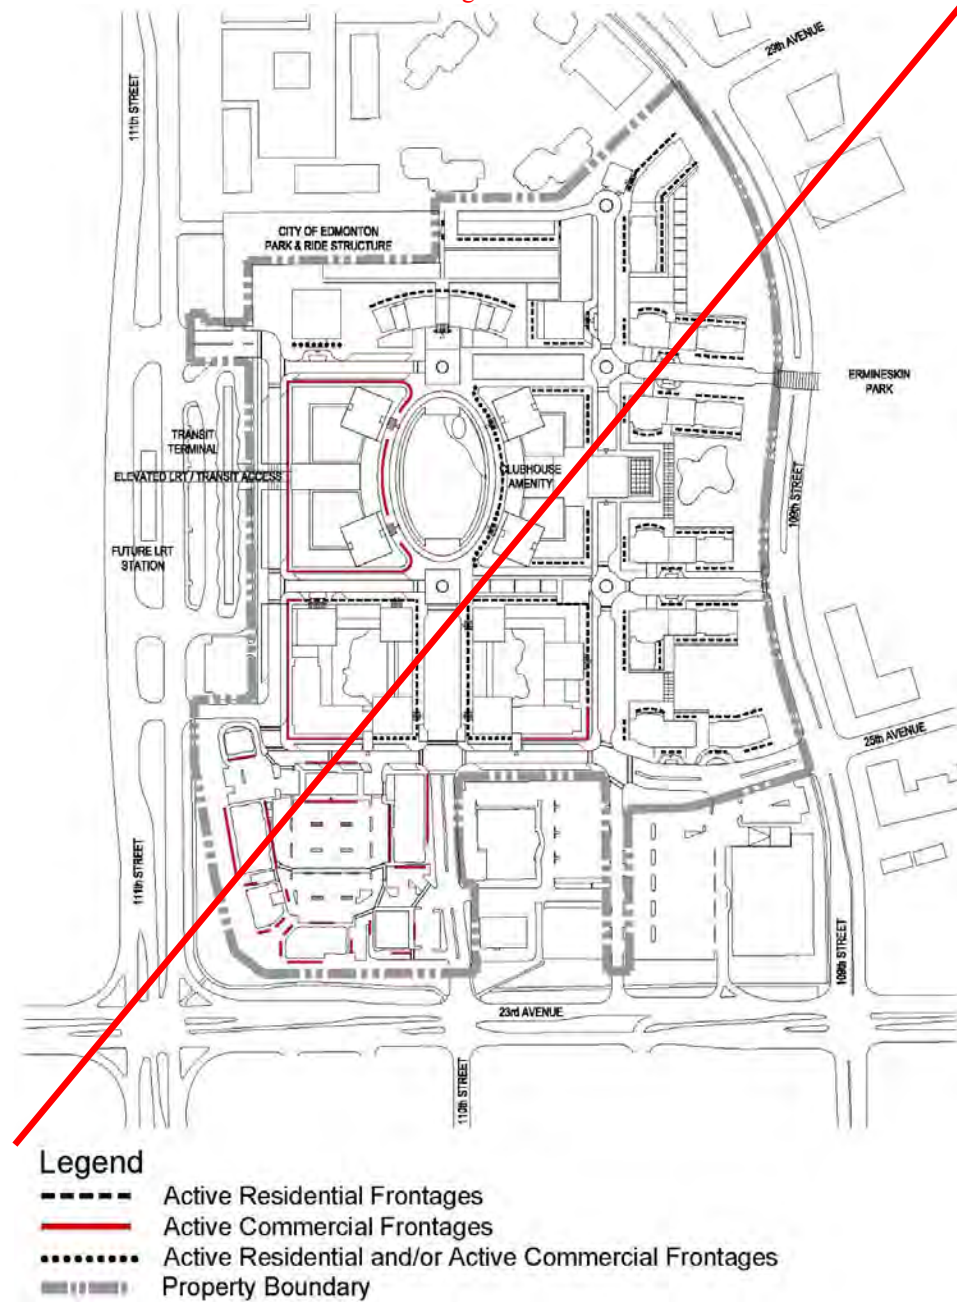 29th AVENUE
111th STREET
CITY OF EDMONTON
PARK & RIDE STRUCTURE
ERMINESKIN
PARK
TRANSIT
TERMINAL
ELEVATED LRT / TRANSIT ACCESS
CLUBHOUSE
AMENITY
109th STREET
FUTURE LRT
STATION
25th AVENUE
111th STREET
109th STREET
23rd AVENUE
110th STREET
Legend
Active Residential Frontages
Active Commercial Frontages
Active Residential and/or Active Commercial Frontages
Property Boundary